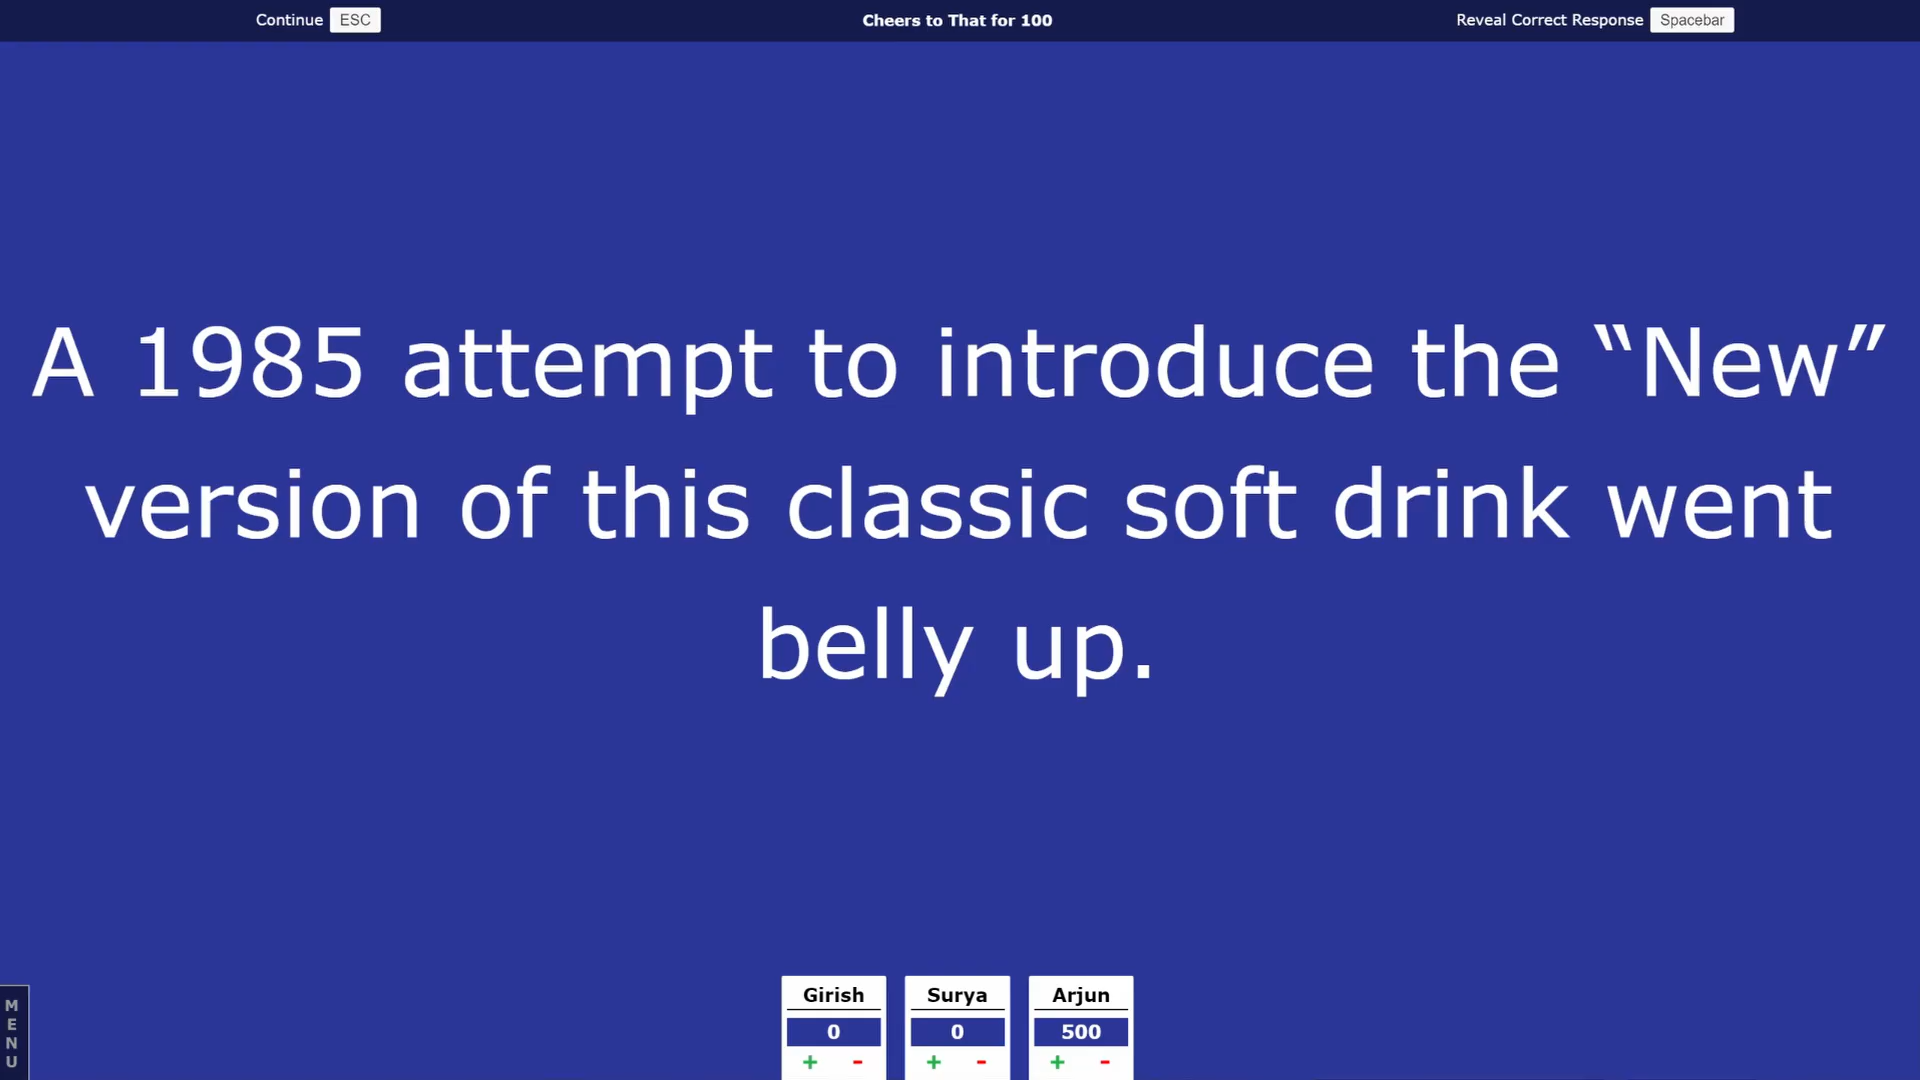 Continue ESC
Cheers to That for 100
Reveal Correct Response Spacebar
A 1985 attempt to introduce the “New”
version of this classic soft drink went
belly up.
MENU
Girish
0
+ -
Surya
0
+ -
Arjun
500
+ -